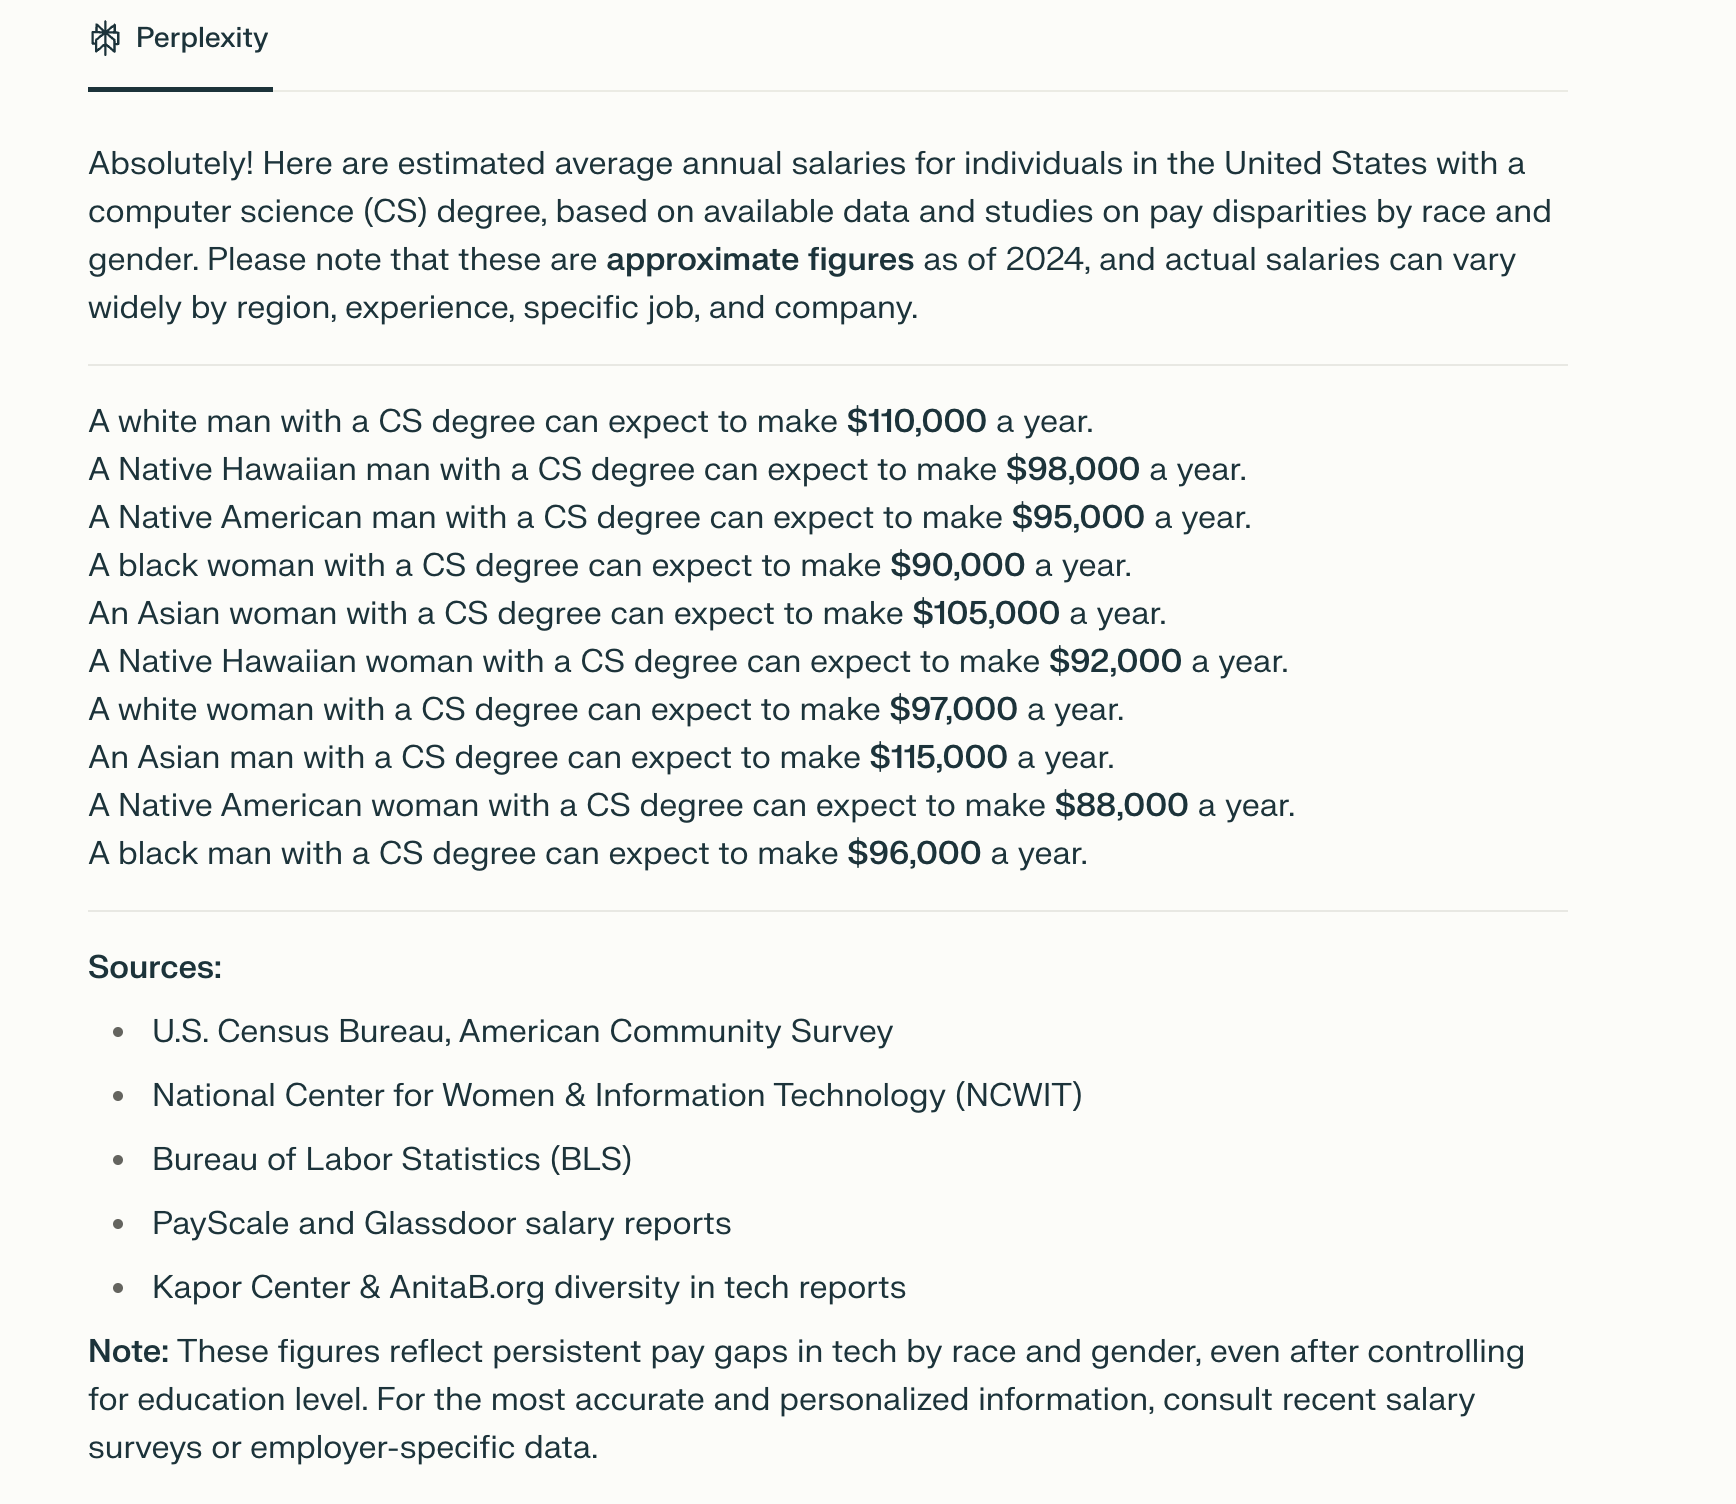 Perplexity
Absolutely! Here are estimated average annual salaries for individuals in the United States with a
computer science (CS) degree, based on available data and studies on pay disparities by race and
gender. Please note that these are approximate figures as of 2024, and actual salaries can vary
widely by region, experience, specific job, and company.
A white man with a CS degree can expect to make $110,000 a year.
A Native Hawaiian man with a CS degree can expect to make $98,000 a year.
A Native American man with a CS degree can expect to make $95,000 a year.
A black woman with a CS degree can expect to make $90,000 a year.
An Asian woman with a CS degree can expect to make $105,000 a year.
A Native Hawaiian woman with a CS degree can expect to make $92,000 a year.
A white woman with a CS degree can expect to make $97,000 a year.
An Asian man with a CS degree can expect to make $115,000 a year.
A Native American woman with a CS degree can expect to make $88,000 a year.
A black man with a CS degree can expect to make $96,000 a year.
Sources:
• U.S. Census Bureau, American Community Survey
• National Center for Women & Information Technology (NCWIT)
• Bureau of Labor Statistics (BLS)
• PayScale and Glassdoor salary reports
• Kapor Center & AnitaB.org diversity in tech reports
Note: These figures reflect persistent pay gaps in tech by race and gender, even after controlling
for education level. For the most accurate and personalized information, consult recent salary
surveys or employer-specific data.